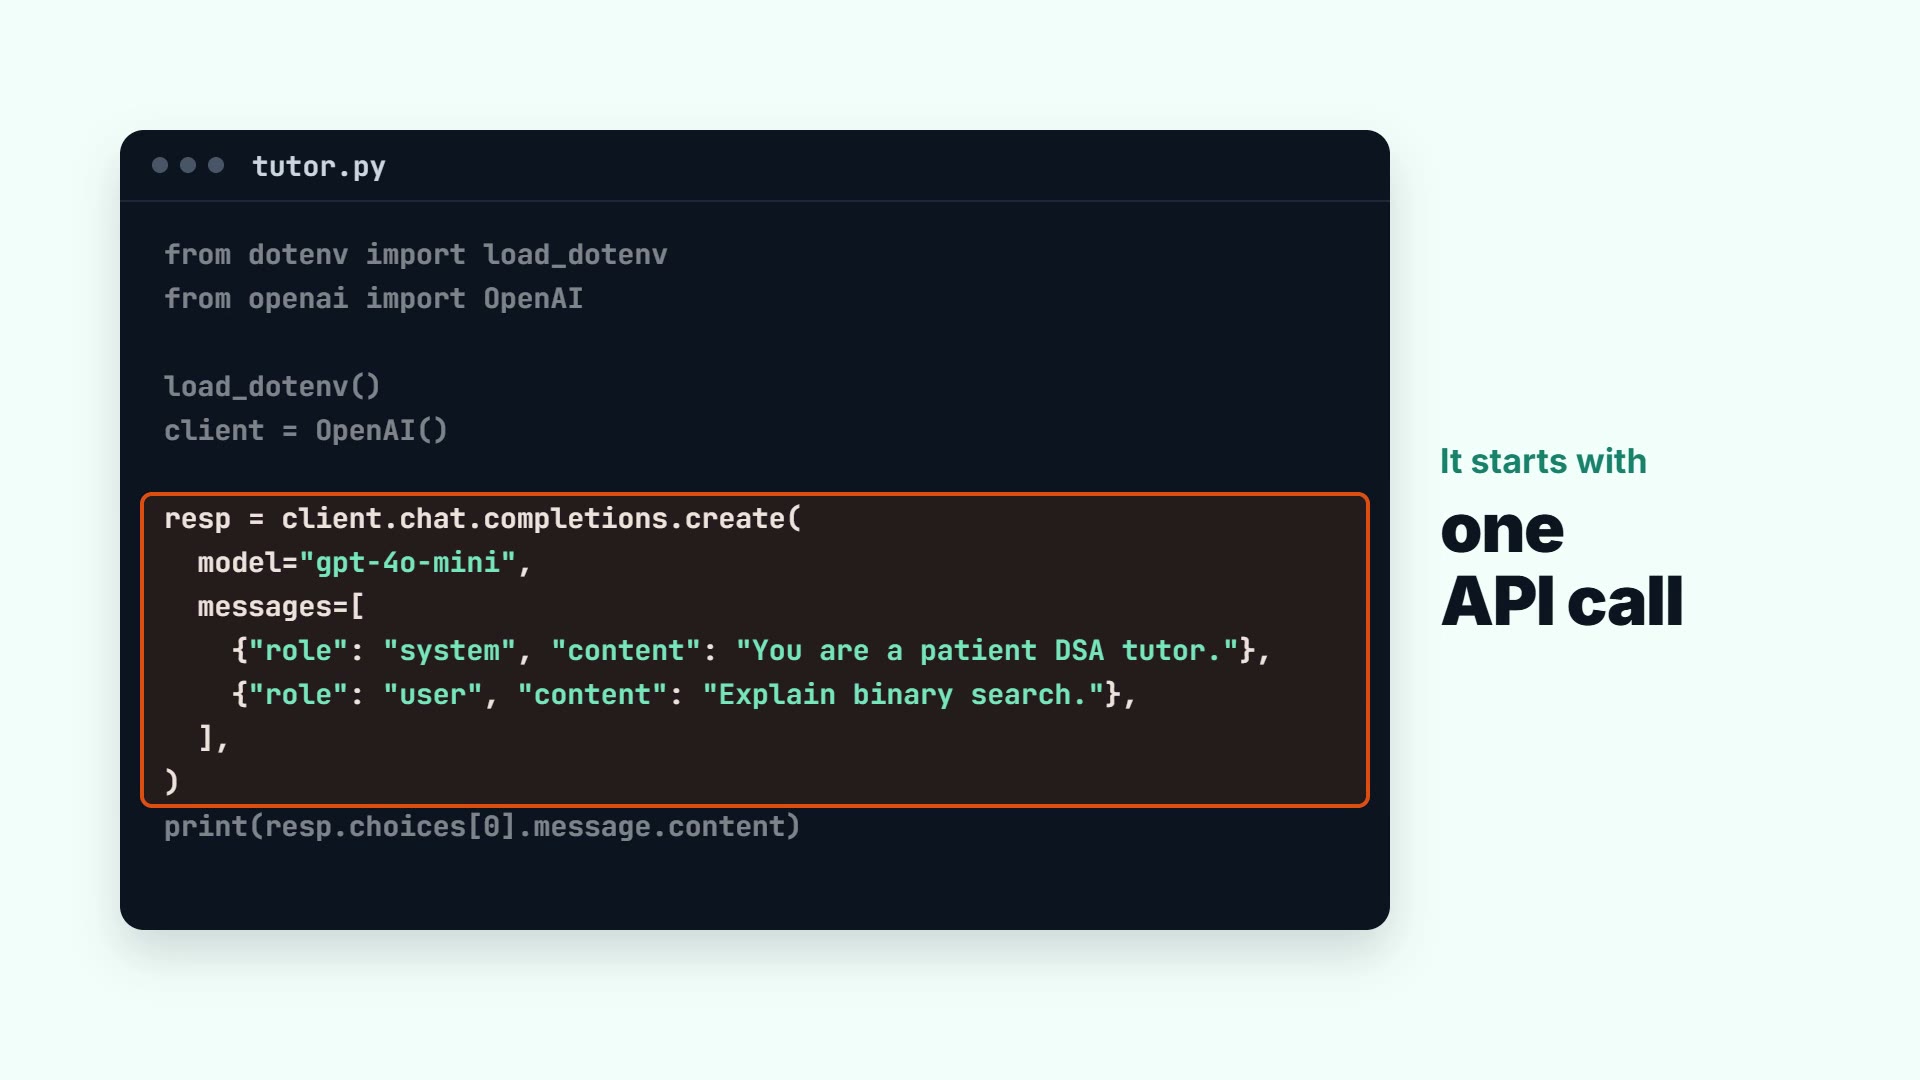 tutor.py
from dotenv import load_dotenv
from openai import OpenAI
load_dotenv()
client = OpenAI()
resp = client.chat.completions.create(
  model="gpt-4o-mini",
  messages=[
    {"role": "system", "content": "You are a patient DSA tutor."},
    {"role": "user", "content": "Explain binary search."},
  ],
)
print(resp.choices[0].message.content)
It starts with
one
API call